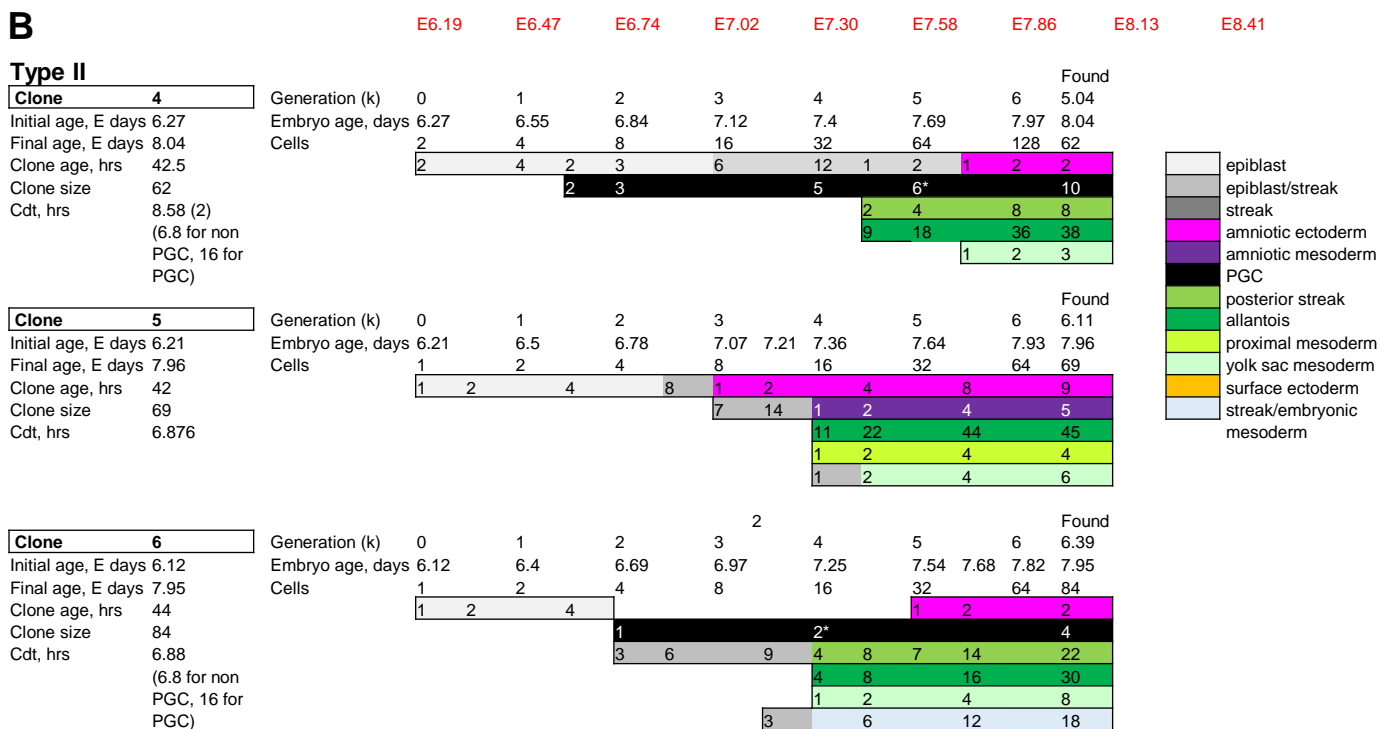 B
E6.19 E6.47 E6.74 E7.02 E7.30 E7.58 E7.86 E8.13 E8.41
Type II
Found
Clone 4 Generation (k) 0 1 2 3 4 5 6 5.04
Initial age, E days 6.27 Embryo age, days 6.27 6.55 6.84 7.12 7.4 7.69 7.97 8.04
Final age, E days 8.04 Cells 2 4 8 16 32 64 128 62
Clone age, hrs 42.5 2 4 2 3 6 12 1 2 1 2 2
Clone size 62 2 3 5 6* 10
Cdt, hrs 8.58 (2) 2 4 8 8
(6.8 for non 9 18 36 38
PGC, 16 for 1 2 3
PGC)
epiblast
epiblast/streak
streak
amniotic ectoderm
amniotic mesoderm
PGC
posterior streak
allantois
proximal mesoderm
yolk sac mesoderm
surface ectoderm
streak/embryonic
mesoderm
Found
Clone 5 Generation (k) 0 1 2 3 4 5 6 6.11
Initial age, E days 6.21 Embryo age, days 6.21 6.5 6.78 7.07 7.21 7.36 7.64 7.93 7.96
Final age, E days 7.96 Cells 1 2 4 8 16 32 64 69
Clone age, hrs 42 1 2 4 8 1 2 4 8 9
Clone size 69 7 14 1 2 4 5
Cdt, hrs 6.876 11 22 44 45
1 2 4 4
1 2 4 6
2 Found
Clone 6 Generation (k) 0 1 2 3 4 5 6 6.39
Initial age, E days 6.12 Embryo age, days 6.12 6.4 6.69 6.97 7.25 7.54 7.68 7.82 7.95
Final age, E days 7.95 Cells 1 2 4 8 16 32 64 84
Clone age, hrs 44 1 2 4 1 2 2
Clone size 84 1 2* 4
Cdt, hrs 6.88 3 6 9 4 8 7 14 22
(6.8 for non 4 8 16 30
PGC, 16 for 1 2 4 8
PGC) 3 6 12 18